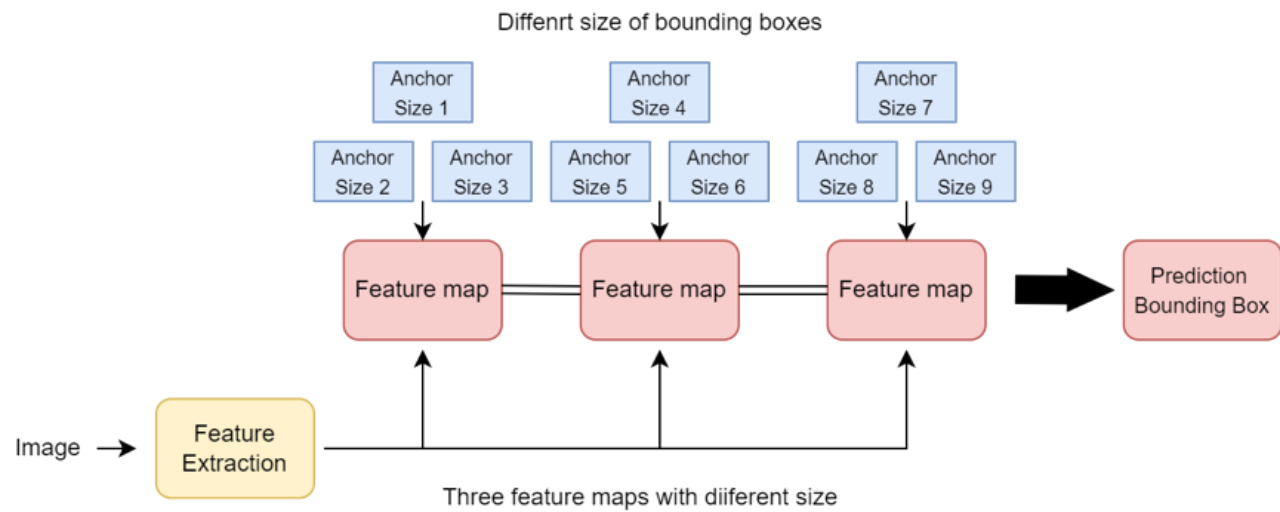 Diffenrt size of bounding boxes
Anchor
Size 1
Anchor
Size 4
Anchor
Size 7
Anchor
Size 2
Anchor
Size 3
Anchor
Size 5
Anchor
Size 6
Anchor
Size 8
Anchor
Size 9
Feature map
Feature map
Feature map
Prediction
Bounding Box
Image
Feature
Extraction
Three feature maps with diiferent size